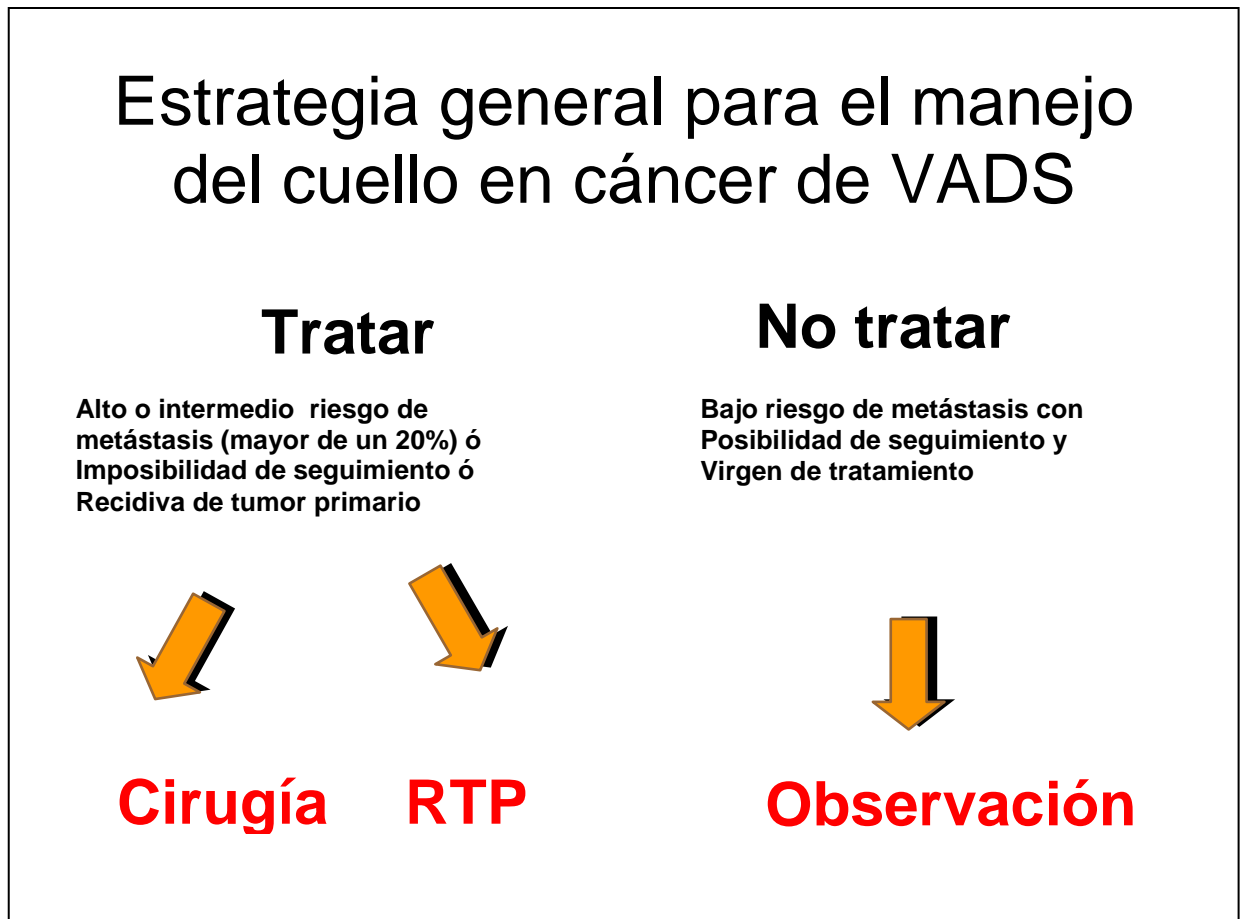 Estrategia general para el manejo
del cuello en cáncer de VADS
Tratar
Alto o intermedio riesgo de
metástasis (mayor de un 20%) ó
Imposibilidad de seguimiento ó
Recidiva de tumor primario
No tratar
Bajo riesgo de metástasis con
Posibilidad de seguimiento y
Virgen de tratamiento
Cirugía
RTP
Observación